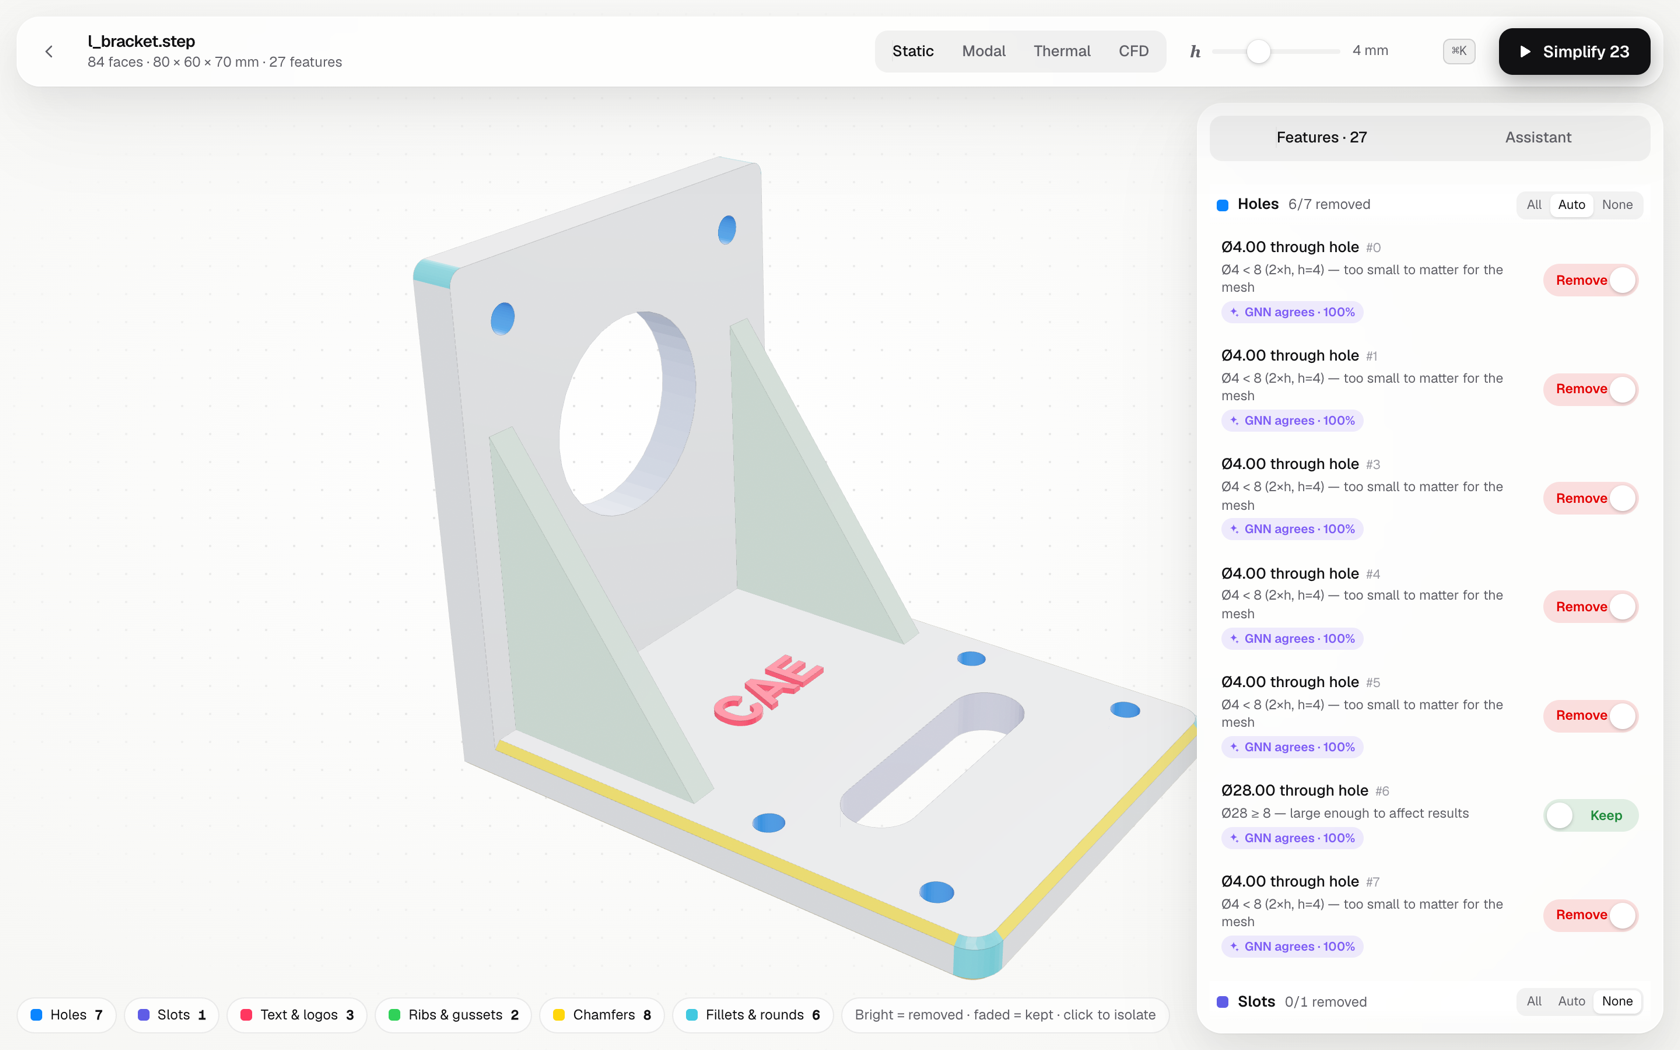 l_bracket.step
84 faces · 80 × 60 × 70 mm · 27 features
Static Modal Thermal CFD
h 4 mm
⌘K
Simplify 23
Features · 27
Assistant
Holes 6/7 removed
All Auto None
Ø4.00 through hole #0
Ø4 < 8 (2×h, h=4) — too small to matter for the
mesh
Remove
GNN agrees · 100%
Ø4.00 through hole #1
Ø4 < 8 (2×h, h=4) — too small to matter for the
mesh
Remove
GNN agrees · 100%
Ø4.00 through hole #3
Ø4 < 8 (2×h, h=4) — too small to matter for the
mesh
Remove
GNN agrees · 100%
Ø4.00 through hole #4
Ø4 < 8 (2×h, h=4) — too small to matter for the
mesh
Remove
GNN agrees · 100%
Ø4.00 through hole #5
Ø4 < 8 (2×h, h=4) — too small to matter for the
mesh
Remove
GNN agrees · 100%
Ø28.00 through hole #6
Ø28 ≥ 8 — large enough to affect results
Keep
GNN agrees · 100%
Ø4.00 through hole #7
Ø4 < 8 (2×h, h=4) — too small to matter for the
mesh
Remove
GNN agrees · 100%
Slots 0/1 removed
All Auto None
CAE
Holes 7
Slots 1
Text & logos 3
Ribs & gussets 2
Chamfers 8
Fillets & rounds 6
Bright = removed · faded = kept · click to isolate